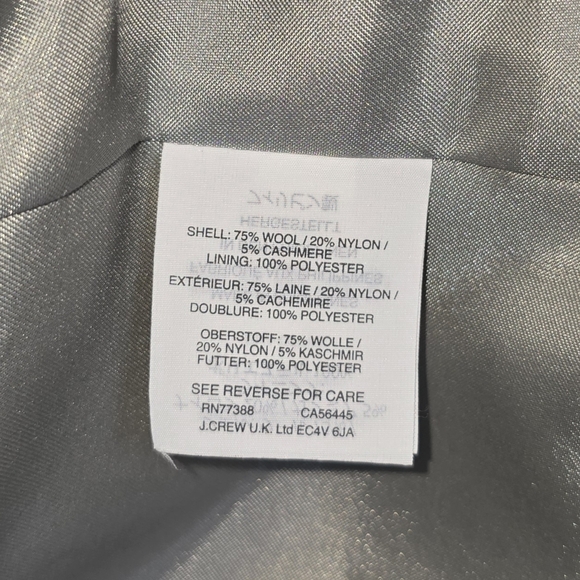 SHELL: 75% WOOL / 20% NYLON /
5% CASHMERE
LINING: 100% POLYESTER
EXTÉRIEUR: 75% LAINE / 20% NYLON /
5% CACHEMIRE
DOUBLURE: 100% POLYESTER
OBERSTOFF: 75% WOLLE /
20% NYLON / 5% KASCHMIR
FUTTER: 100% POLYESTER
SEE REVERSE FOR CARE
RN77388 CA56445
J.CREW U.K. Ltd EC4V 6JA